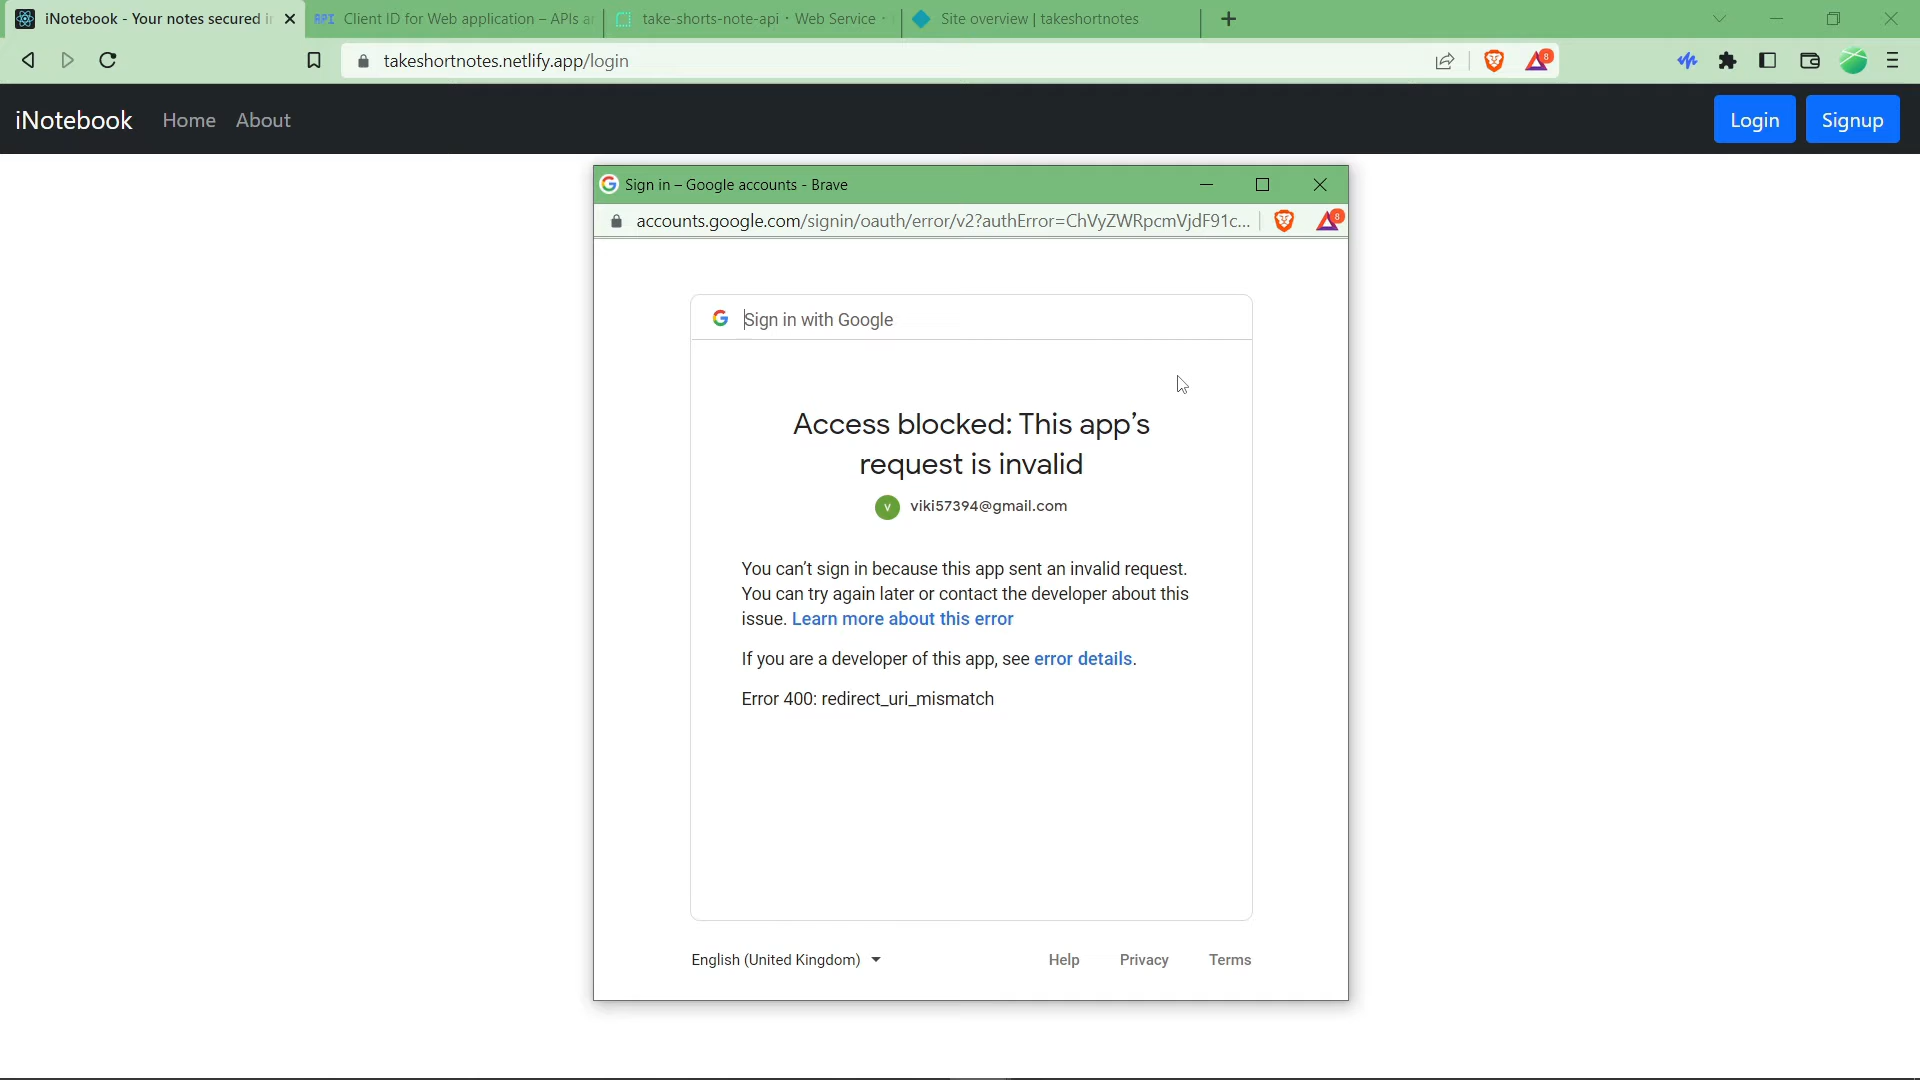 iNotebook - Your notes secured i
Client ID for Web application – APIs a
take-shorts-note-api · Web Service ·
Site overview | takeshortnotes
takeshortnotes.netlify.app/login
8
iNotebook
Home
About
Login
Signup
Sign in – Google accounts - Brave
accounts.google.com/signin/oauth/error/v2?authError=ChVyZWRpcmVjdF91c...
8
Sign in with Google
Access blocked: This app’s
request is invalid
V
viki57394@gmail.com
You can’t sign in because this app sent an invalid request.
You can try again later or contact the developer about this
issue. Learn more about this error
If you are a developer of this app, see error details.
Error 400: redirect_uri_mismatch
English (United Kingdom)
Help
Privacy
Terms